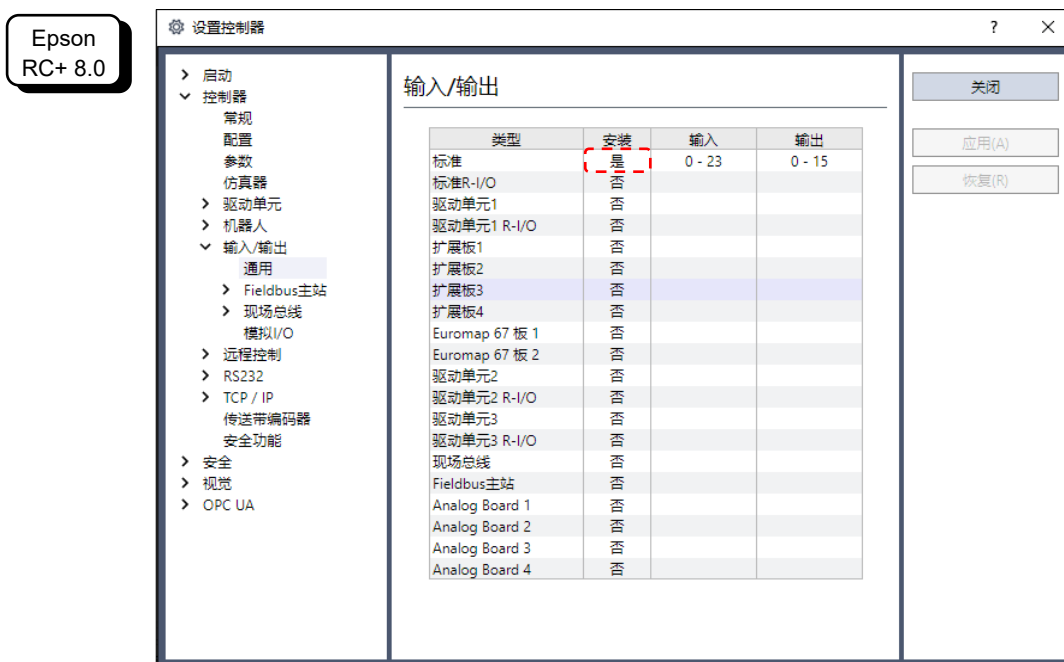 Epson
RC+ 8.0
设置控制器
?
启动
控制器
常规
配置
参数
仿真器
驱动单元
机器人
输入/输出
通用
Fieldbus主站
现场总线
模拟I/O
远程控制
RS232
TCP / IP
传送带编码器
安全功能
安全
视觉
OPC UA
输入/输出
类型 安装 输入 输出
标准 是 0 - 23 0 - 15
标准R-I/O 否
驱动单元1 否
驱动单元1 R-I/O 否
扩展板1 否
扩展板2 否
扩展板3 否
扩展板4 否
Euromap 67 板 1 否
Euromap 67 板 2 否
驱动单元2 否
驱动单元2 R-I/O 否
驱动单元3 否
驱动单元3 R-I/O 否
现场总线 否
Fieldbus主站 否
Analog Board 1 否
Analog Board 2 否
Analog Board 3 否
Analog Board 4 否
关闭
应用(A)
恢复(R)